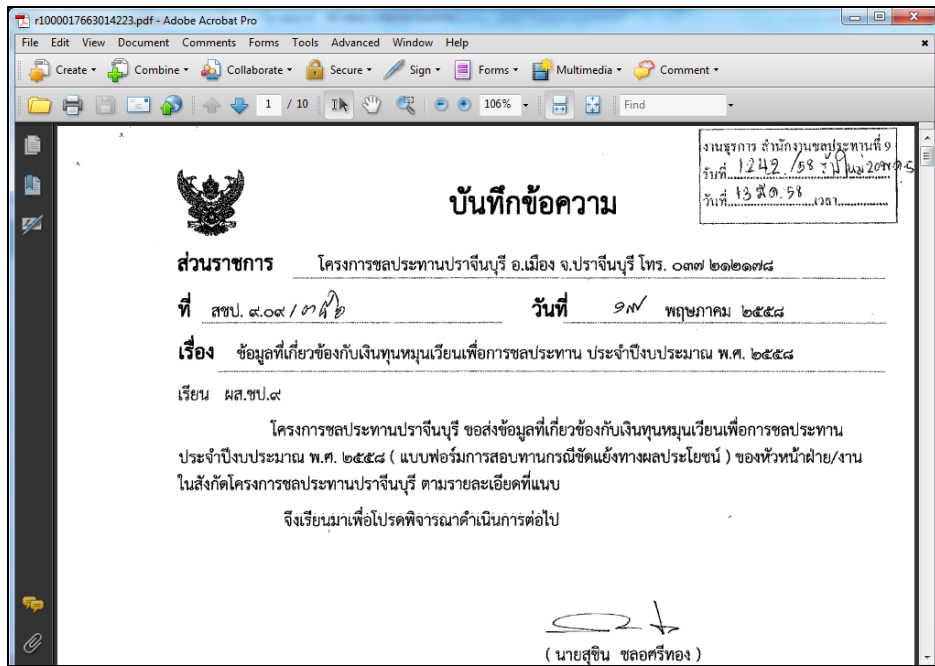 r1000017663014223.pdf - Adobe Acrobat Pro
File Edit View Document Comments Forms Tools Advanced Window Help
Create Combine Collaborate Secure Sign Forms Multimedia Comment
1 / 10 106% Find
งานธุรการ สำนักงานชลประทานที่ 9
รับที่ 1242/58
วันที่ 13 58 เวลา
บันทึกข้อความ
ส่วนราชการ โครงการชลประทานปราจีนบุรี อ.เมือง จ.ปราจีนบุรี โทร. ๐๓๗ ๒๑๒๑๗๘
ที่ สชป. ๙.๐๙ / วันที่ พฤษภาคม ๒๕๕๘
เรื่อง ข้อมูลที่เกี่ยวข้องกับเงินทุนหมุนเวียนเพื่อการชลประทาน ประจำปีงบประมาณ พ.ศ. ๒๕๕๘
เรียน ผส.ชป.๙
โครงการชลประทานปราจีนบุรี ขอส่งข้อมูลที่เกี่ยวข้องกับเงินทุนหมุนเวียนเพื่อการชลประทาน
ประจำปีงบประมาณ พ.ศ. ๒๕๕๘ ( แบบฟอร์มการสอบทานกรณีขัดแย้งทางผลประโยชน์ ) ของหัวหน้าฝ่าย/งาน
ในสังกัดโครงการชลประทานปราจีนบุรี ตามรายละเอียดที่แนบ
จึงเรียนมาเพื่อโปรดพิจารณาดำเนินการต่อไป
( นายสุชิน ชลอศรีทอง )